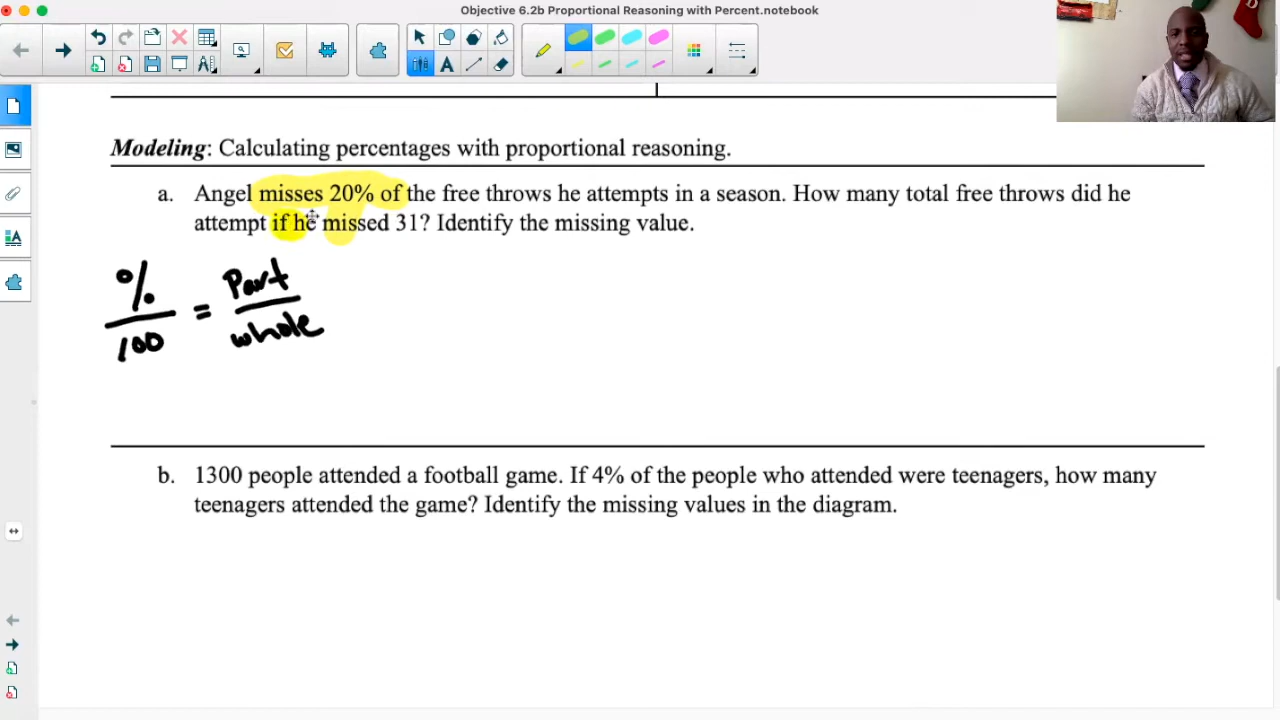 Objective 6.2b Proportional Reasoning with Percent.notebook
Modeling: Calculating percentages with proportional reasoning.
a. Angel misses 20% of the free throws he attempts in a season. How many total free throws did he
attempt if he missed 31? Identify the missing value.
% = Part
100 whole
b. 1300 people attended a football game. If 4% of the people who attended were teenagers, how many
teenagers attended the game? Identify the missing values in the diagram.